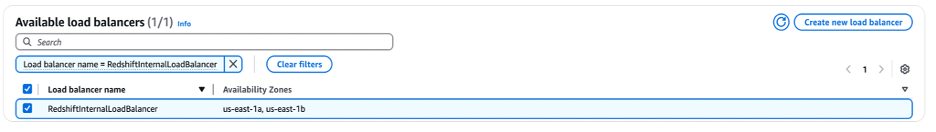 Available load balancers (1/1) Info
Create new load balancer
Search
Load balancer name = RedshiftInternalLoadBalancer
Clear filters
1
Load balancer name
Availability Zones
RedshiftInternalLoadBalancer
us-east-1a, us-east-1b